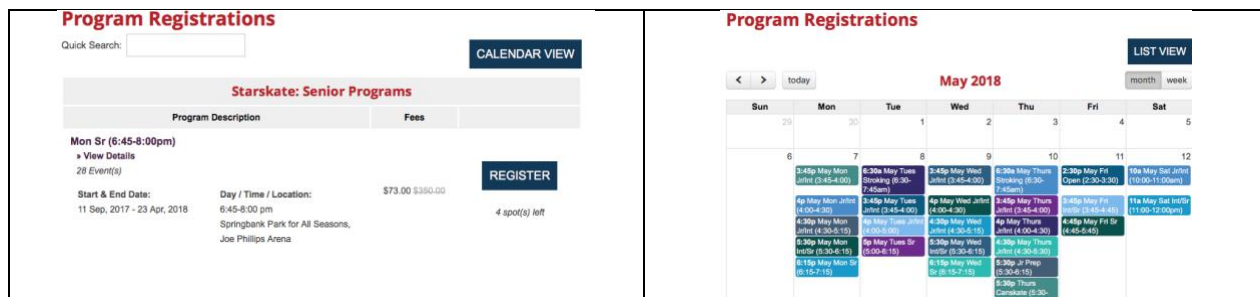 Program Registrations
Quick Search:
CALENDAR VIEW
Starskate: Senior Programs
Program Description Fees
Mon Sr (6:45-8:00pm)
» View Details
28 Event(s)
REGISTER
Start & End Date: Day / Time / Location:
11 Sep, 2017 - 23 Apr, 2018 6:45-8:00 pm $73.00 $350.00 4 spot(s) left
Springbank Park for All Seasons,
Joe Phillips Arena
Program Registrations
LIST VIEW
< > today May 2018 month week
Sun Mon Tue Wed Thu Fri Sat
29 30 1 2 3 4 5
6 7 8 9 10 11 12
3:45p May Mon
Jr/Int (3:45-4:00)
4p May Mon Jr/Int
(4:00-4:30)
4:30p May Mon
Jr/Int (4:30-5:15)
5:30p May Mon
Int/Sr (5:30-6:15)
6:15p May Mon Sr
(6:15-7:15)
6:30a May Tues
Stroking (6:30-
7:45am)
3:45p May Tues
Jr/Int (3:45-4:00)
4p May Tues Jr/Int
(4:00-5:00)
5p May Tues Sr
(5:00-6:15)
3:45p May Wed
Jr/Int (3:45-4:00)
4p May Wed Jr/Int
(4:00-4:30)
4:30p May Wed
Jr/Int (4:30-5:15)
5:30p May Wed
Int/Sr (5:30-6:15)
6:15p May Wed
Sr (6:15-7:15)
6:30a May Thurs
Stroking (6:30-
7:45am)
3:45p May Thurs
Jr/Int (3:45-4:00)
4p May Thurs
Jr/Int (4:00-4:30)
4:30p May Thurs
Jr/Int (4:30-5:30)
5:30p Jr Prep
(5:30-6:15)
5:30p Thurs
Canskate (5:30-
2:30p May Fri
Open (2:30-3:30)
3:45p May Fri
Int/Sr (3:45-4:45)
4:45p May Fri Sr
(4:45-5:45)
10a May Sat Jr/Int
(10:00-11:00am)
11a May Sat Int/Sr
(11:00-12:00pm)